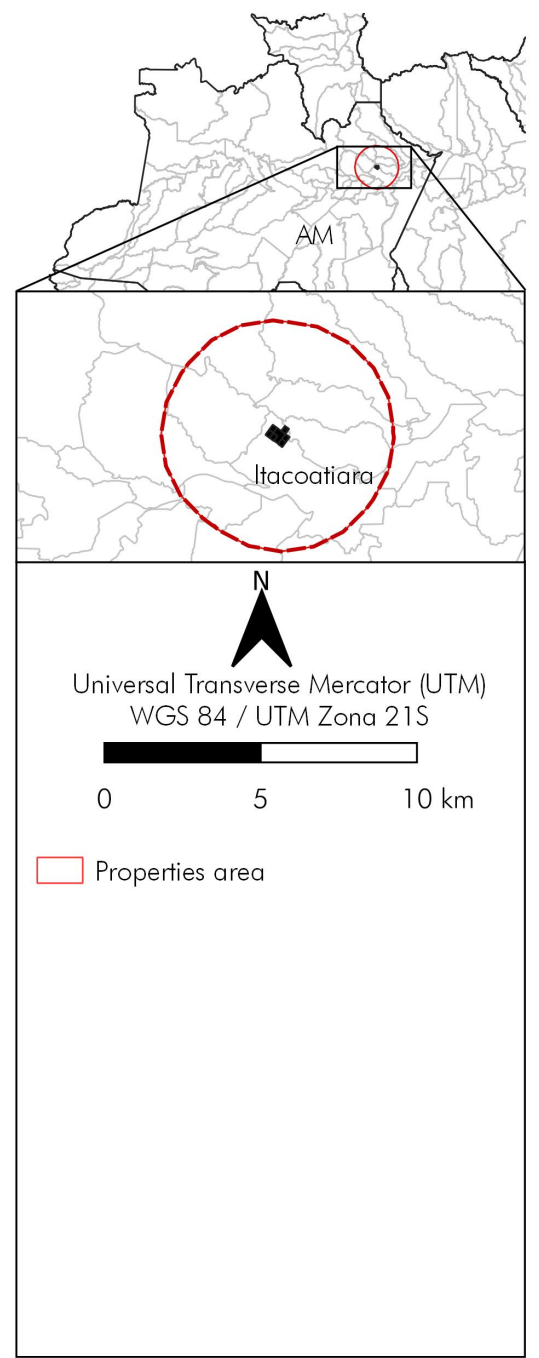 AM
Itacoatiara
N
Universal Transverse Mercator (UTM)
WGS 84 / UTM Zona 21S
0 5 10 km
Properties area